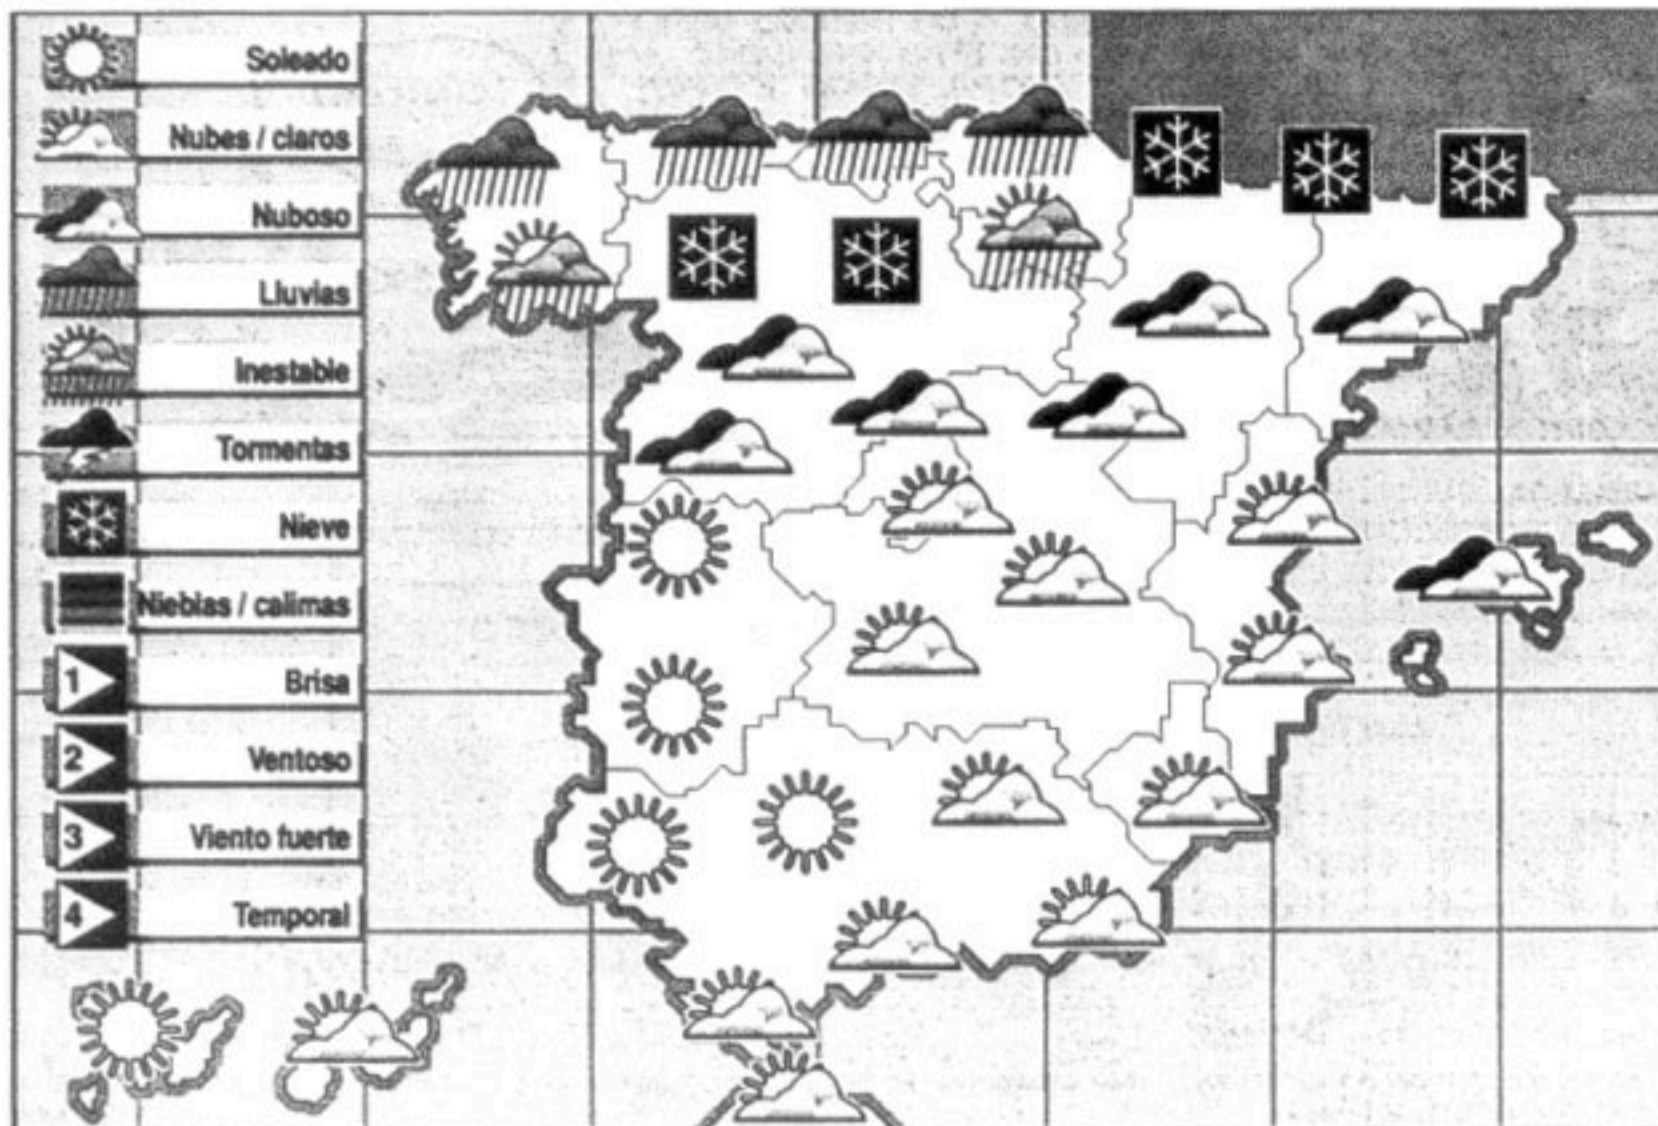 Soleado
Nubes / claros
Nuboso
Lluvias
Inestable
Tormentas
Nieve
Nieblas / calimas
1 Brisa
2 Ventoso
3 Viento fuerte
4 Temporal